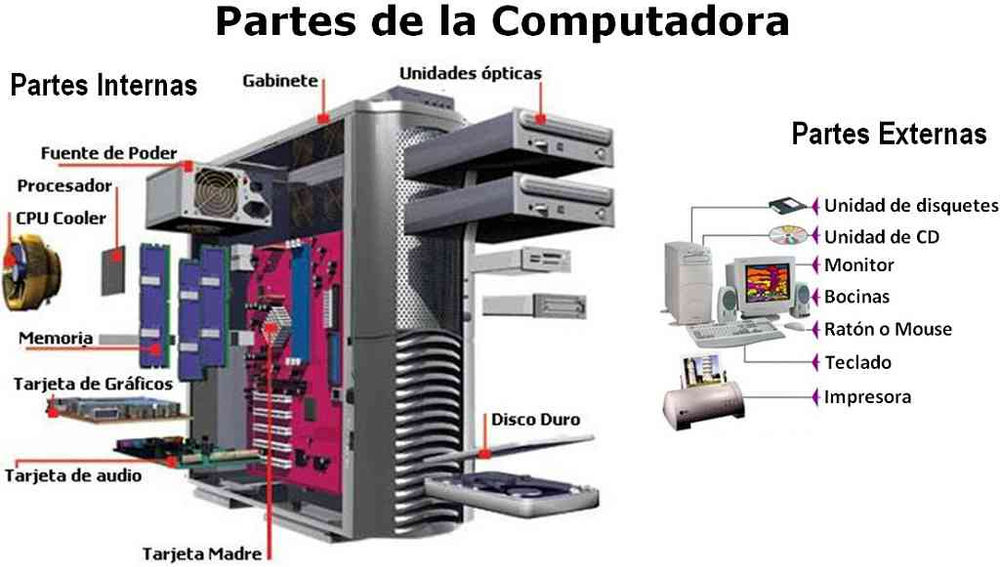 Partes de la Computadora
Partes Internas
Gabinete
Unidades ópticas
Fuente de Poder
Procesador
CPU Cooler
Memoria
Tarjeta de Gráficos
Tarjeta de audio
Tarjeta Madre
Disco Duro
Partes Externas
Unidad de disquetes
Unidad de CD
Monitor
Bocinas
Ratón o Mouse
Teclado
Impresora